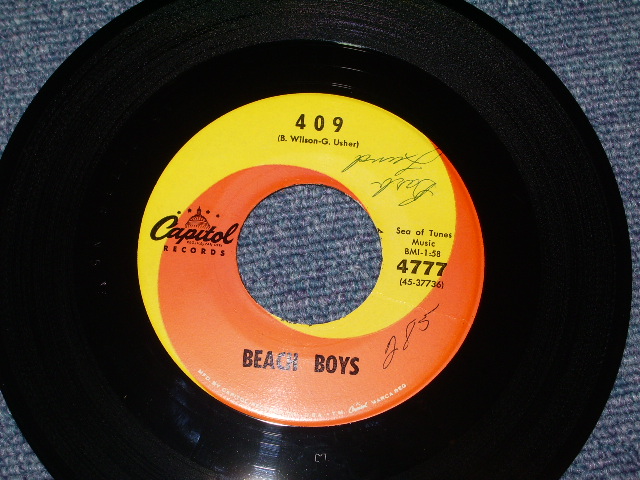 409
(B. Wilson-G. Usher)
Capitol
RECORDS
Sea of Tunes
Music
BMI-1:58
4777
(45-37736)
BEACH BOYS
285